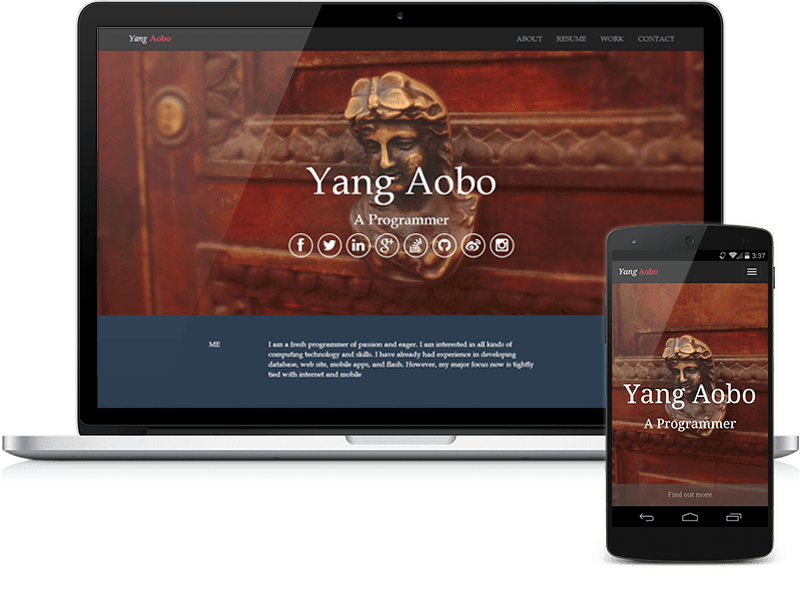 Yang Aobo
ABOUT RESUME WORK CONTACT
Yang Aobo
A Programmer
f in g+
ME
I am a fresh programmer of passion and eager. I am interested in all kinds of
computing technology and skills. I have already had experience in developing
database, web site, mobile apps, and flash. However, my major focus now is tightly
tied with internet and mobile
3:37
Yang Aobo
Yang Aobo
A Programmer
Find out more